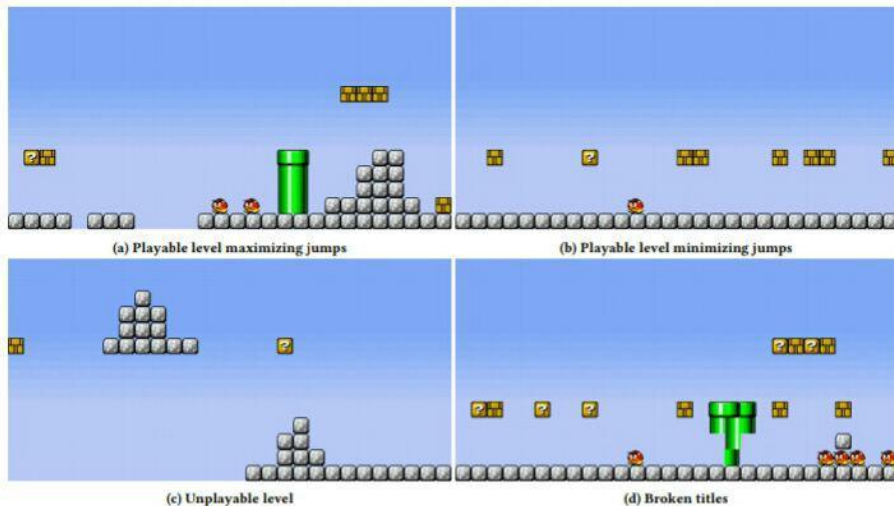 (a) Playable level maximizing jumps
(b) Playable level minimizing jumps
(c) Unplayable level
(d) Broken titles